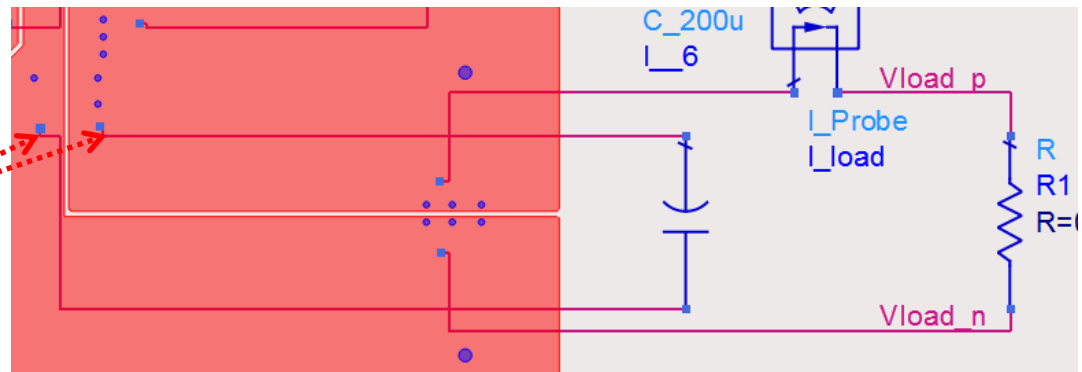 C_200u
I__6
Vload_p
I_Probe
I_load
R
R1
Vload_n